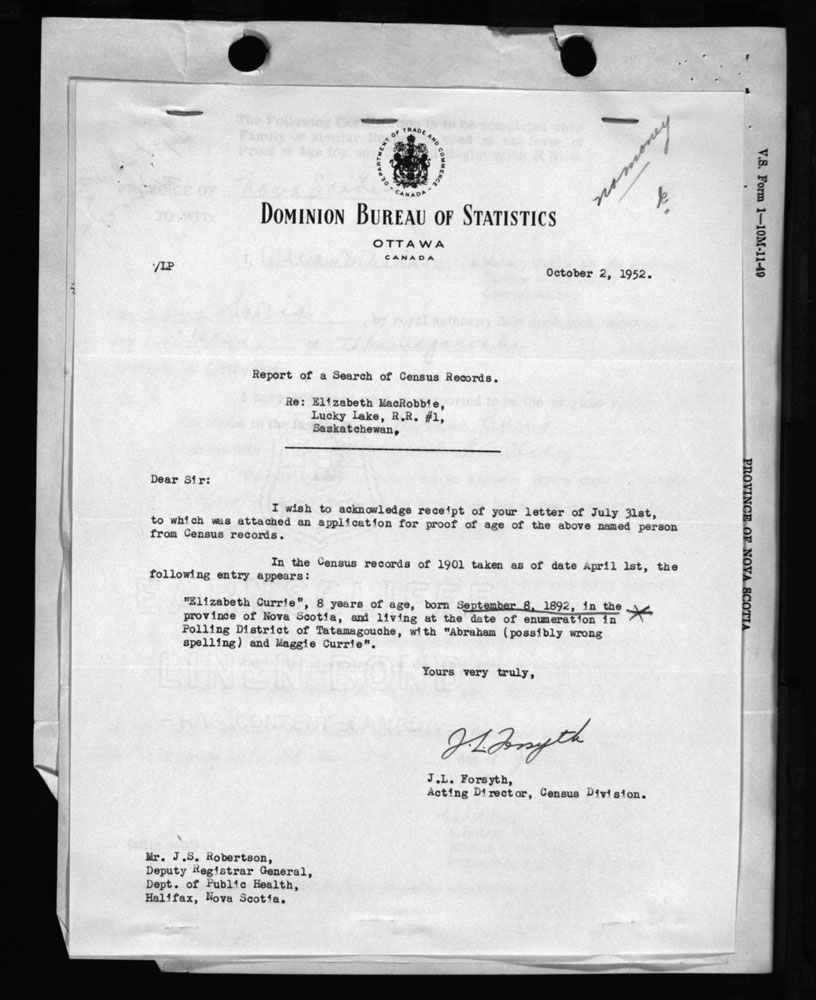 DEPARTMENT OF TRADE AND COMMERCE
CANADA
no money
k.
DOMINION BUREAU OF STATISTICS
OTTAWA
CANADA
/LP
October 2, 1952.
V.S. Form 1—10M-11-49
Report of a Search of Census Records.
Re: Elizabeth MacRobbie,
Lucky Lake, R.R. #1,
Saskatchewan,
Dear Sir:
I wish to acknowledge receipt of your letter of July 31st,
to which was attached an application for proof of age of the above named person
from Census records.
In the Census records of 1901 taken as of date April 1st, the
following entry appears:
"Elizabeth Currie", 8 years of age, born September 8, 1892, in the
province of Nova Scotia, and living at the date of enumeration in
Polling District of Tatamagouche, with "Abraham (possibly wrong
spelling) and Maggie Currie".
PROVINCE OF NOVA SCOTIA
Yours very truly,
J.L. Forsyth
J.L. Forsyth,
Acting Director, Census Division.
Mr. J.S. Robertson,
Deputy Registrar General,
Dept. of Public Health,
Halifax, Nova Scotia.